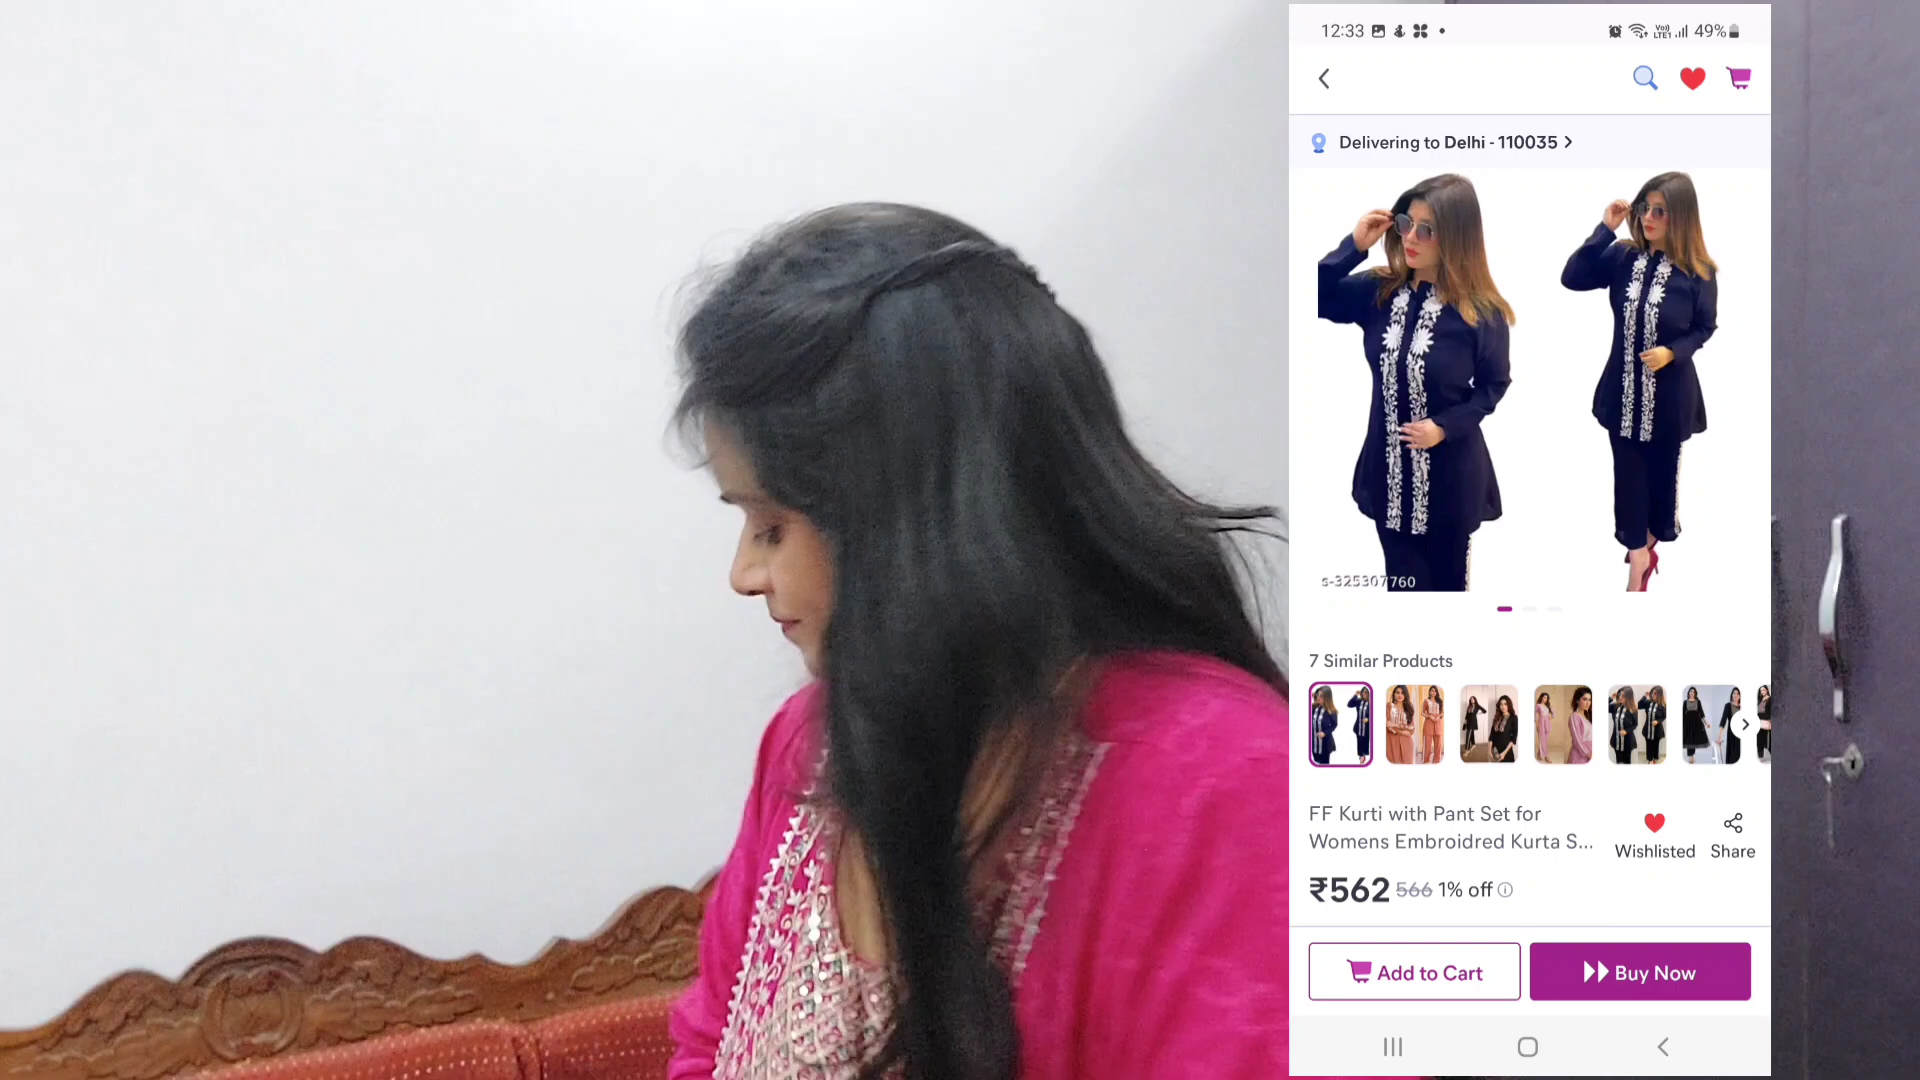 12:33 49%
Delivering to Delhi - 110035
s-325307760
7 Similar Products
FF Kurti with Pant Set for
Womens Embroidred Kurta S...
Wishlisted Share
₹562 566 1% off
Add to Cart Buy Now